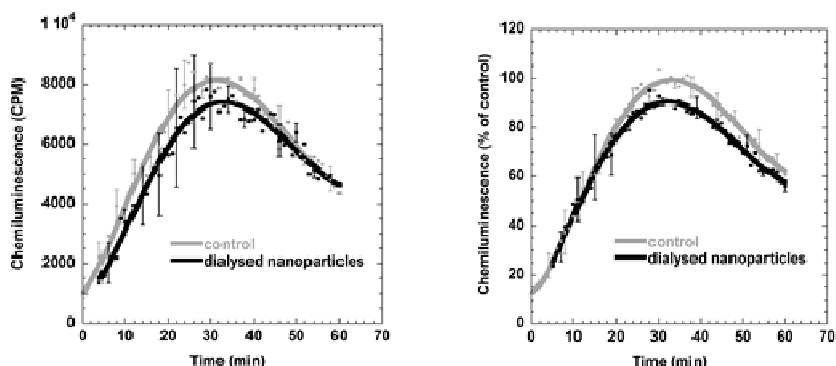 1 10⁴
8000
6000
4000
2000
0
Chemiluminescence (CPM)
control
dialysed nanoparticles
0 10 20 30 40 50 60 70
Time (min)
120
100
80
60
40
20
0
Chemiluminescence (% of control)
control
dialysed nanoparticles
0 10 20 30 40 50 60 70
Time (min)